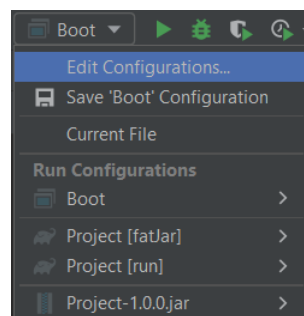 Boot
Edit Configurations...
Save 'Boot' Configuration
Current File
Run Configurations
Boot
Project [fatJar]
Project [run]
Project-1.0.0.jar